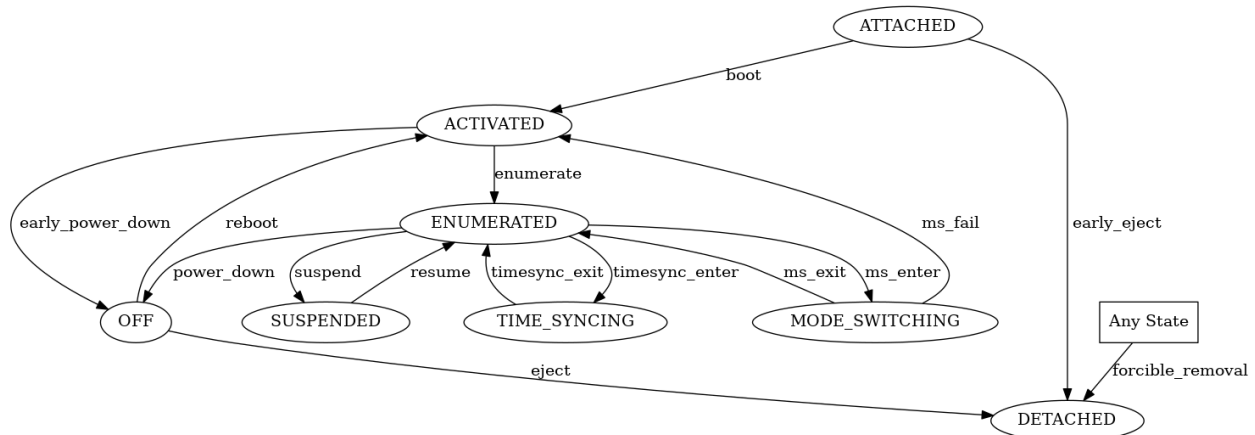 ATTACHED
boot
ACTIVATED
enumerate
early_power_down
reboot
ENUMERATED
ms_fail
early_eject
power_down
suspend
resume
timesync_exit
timesync_enter
ms_exit
ms_enter
OFF
SUSPENDED
TIME_SYNCING
MODE_SWITCHING
Any State
eject
forcible_removal
DETACHED